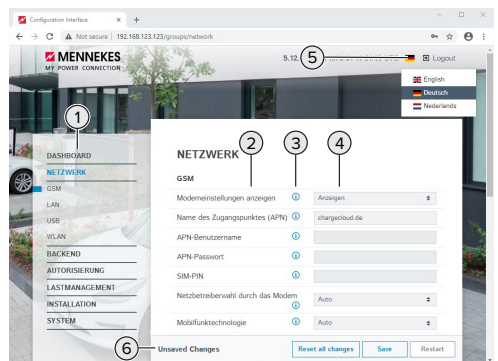 Configuration Interface
Not secure | 192.168.123.123/groups/network
MENNEKES
MY POWER CONNECTION
5.12.
5
Logout
English
Deutsch
Nederlands
1
DASHBOARD
NETZWERK
GSM
LAN
USB
WLAN
BACKEND
AUTORISIERUNG
LASTMANAGEMENT
INSTALLATION
SYSTEM
NETZWERK
2
3
4
GSM
Modemeinstellungen anzeigen
Anzeigen
Name des Zugangspunktes (APN)
chargecloud.de
APN-Benutzername
APN-Passwort
SIM-PIN
Netzbetreiberwahl durch das Modem
Auto
Mobilfunktechnologie
Auto
6
Unsaved Changes
Reset all changes
Save
Restart